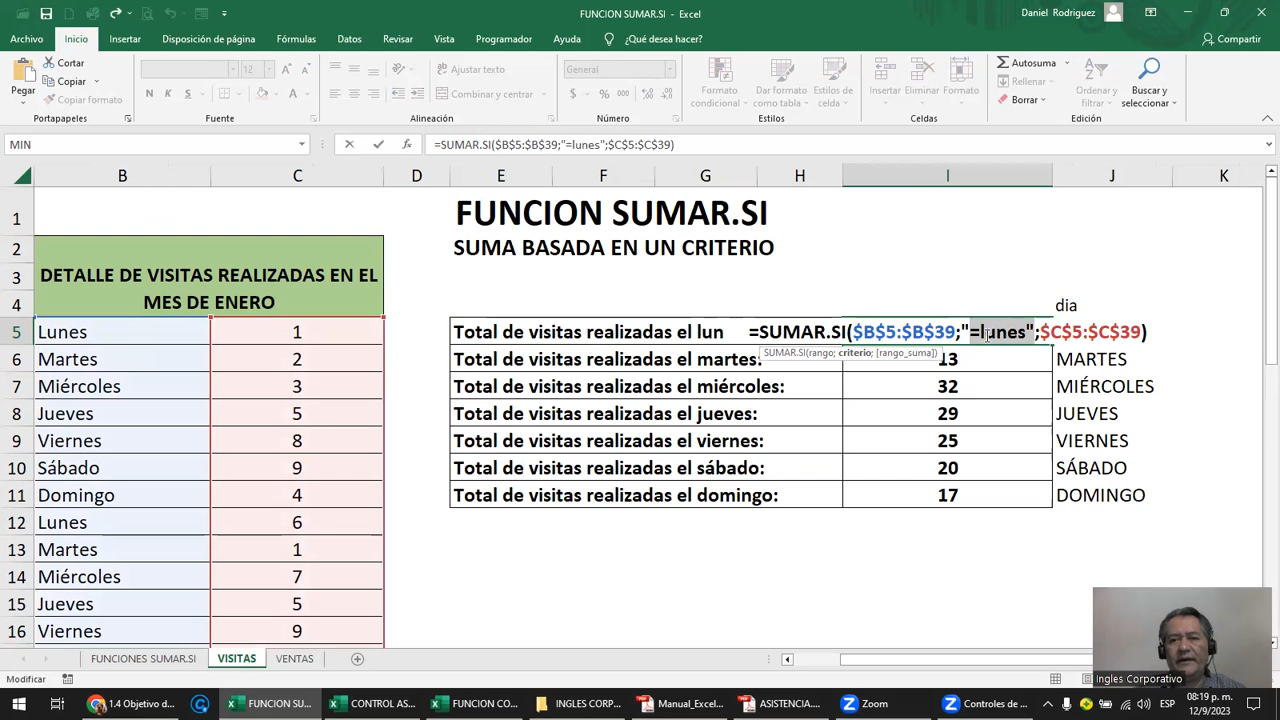 FUNCION SUMAR.SI - Excel
Daniel Rodriguez
Archivo Inicio Insertar Disposición de página Fórmulas Datos Revisar Vista Programador Ayuda ¿Qué desea hacer? Compartir
Pegar
Cortar
Copiar
Copiar formato
Portapapeles
12
N K S
Fuente
Ajustar texto
Combinar y centrar
Alineación
General
$ % 000
Número
Formato condicional
Dar formato como tabla
Estilos de celda
Estilos
Insertar Eliminar Formato
Celdas
Autosuma
Rellenar
Borrar
Ordenar y filtrar
Buscar y seleccionar
Edición
MIN
=SUMAR.SI($B$5:$B$39;"=lunes";$C$5:$C$39)
B C D E F G H I J K
1 FUNCION SUMAR.SI
2 SUMA BASADA EN UN CRITERIO
3 DETALLE DE VISITAS REALIZADAS EN EL
4 MES DE ENERO dia
5 Lunes 1 Total de visitas realizadas el lun =SUMAR.SI($B$5:$B$39;"=lunes";$C$5:$C$39)
SUMAR.SI(rango; criterio; [rango_suma])
6 Martes 2 Total de visitas realizadas el martes: 13 MARTES
7 Miércoles 3 Total de visitas realizadas el miércoles: 32 MIÉRCOLES
8 Jueves 5 Total de visitas realizadas el jueves: 29 JUEVES
9 Viernes 8 Total de visitas realizadas el viernes: 25 VIERNES
10 Sábado 9 Total de visitas realizadas el sábado: 20 SÁBADO
11 Domingo 4 Total de visitas realizadas el domingo: 17 DOMINGO
12 Lunes 6
13 Martes 1
14 Miércoles 7
15 Jueves 5
16 Viernes 9
FUNCIONES SUMAR.SI VISITAS VENTAS
Modificar
Ingles Corporativo
1.4 Objetivo d
FUNCION SU...
CONTROL AS...
FUNCION CO...
INGLES CORP...
Manual_Exce...
ASISTENCIA...
Zoom
Controles de ...
ESP
08:19 p. m.
12/9/2023